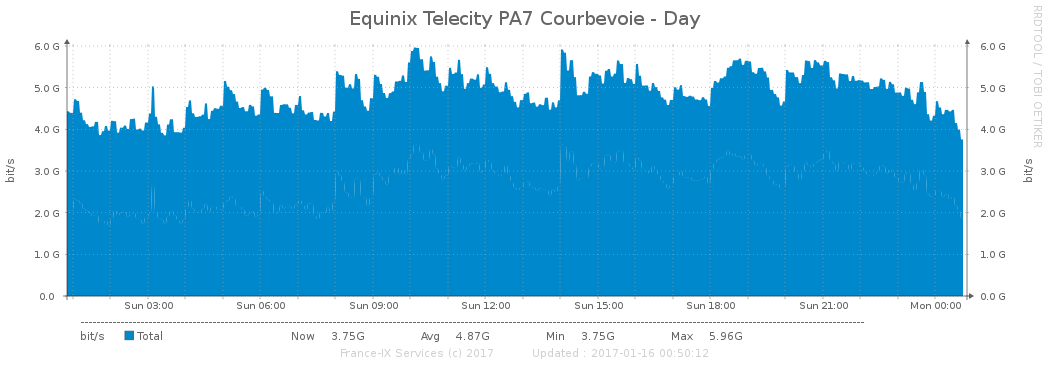 Equinix Telecity PA7 Courbevoie - Day
RRDTOOL / TOBI OETIKER
6.0 G 6.0 G
5.0 G 5.0 G
4.0 G 4.0 G
3.0 G 3.0 G
2.0 G 2.0 G
1.0 G 1.0 G
0.0 0.0 G
bit/s bit/s
Sun 03:00 Sun 06:00 Sun 09:00 Sun 12:00 Sun 15:00 Sun 18:00 Sun 21:00 Mon 00:00
bit/s Total Now 3.75G Avg 4.87G Min 3.75G Max 5.96G
France-IX Services (c) 2017 Updated : 2017-01-16 00:50:12